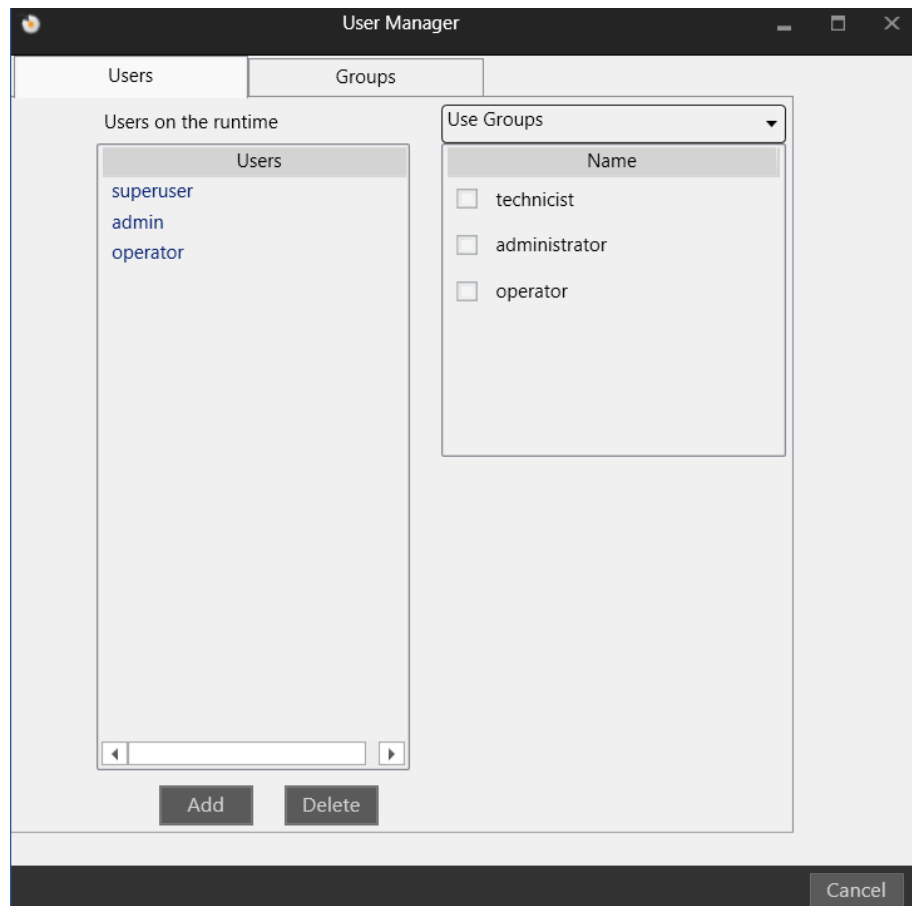 User Manager
Users Groups
Users on the runtime
Use Groups
Users
Name
superuser
admin
operator
technicist
administrator
operator
Add Delete
Cancel